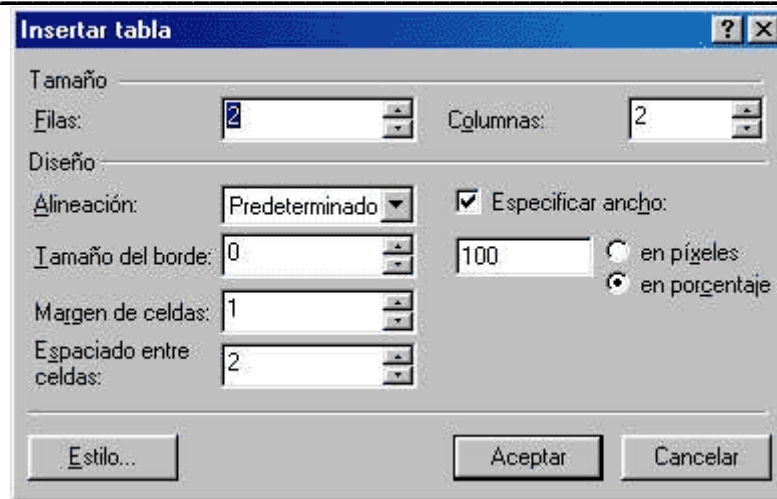 Insertar tabla
Tamaño
Filas: 2 Columnas: 2
Diseño
Alineación: Predeterminado Especificar ancho:
Tamaño del borde: 0 100 en píxeles
en porcentaje
Margen de celdas: 1
Espaciado entre
celdas: 2
Estilo... Aceptar Cancelar